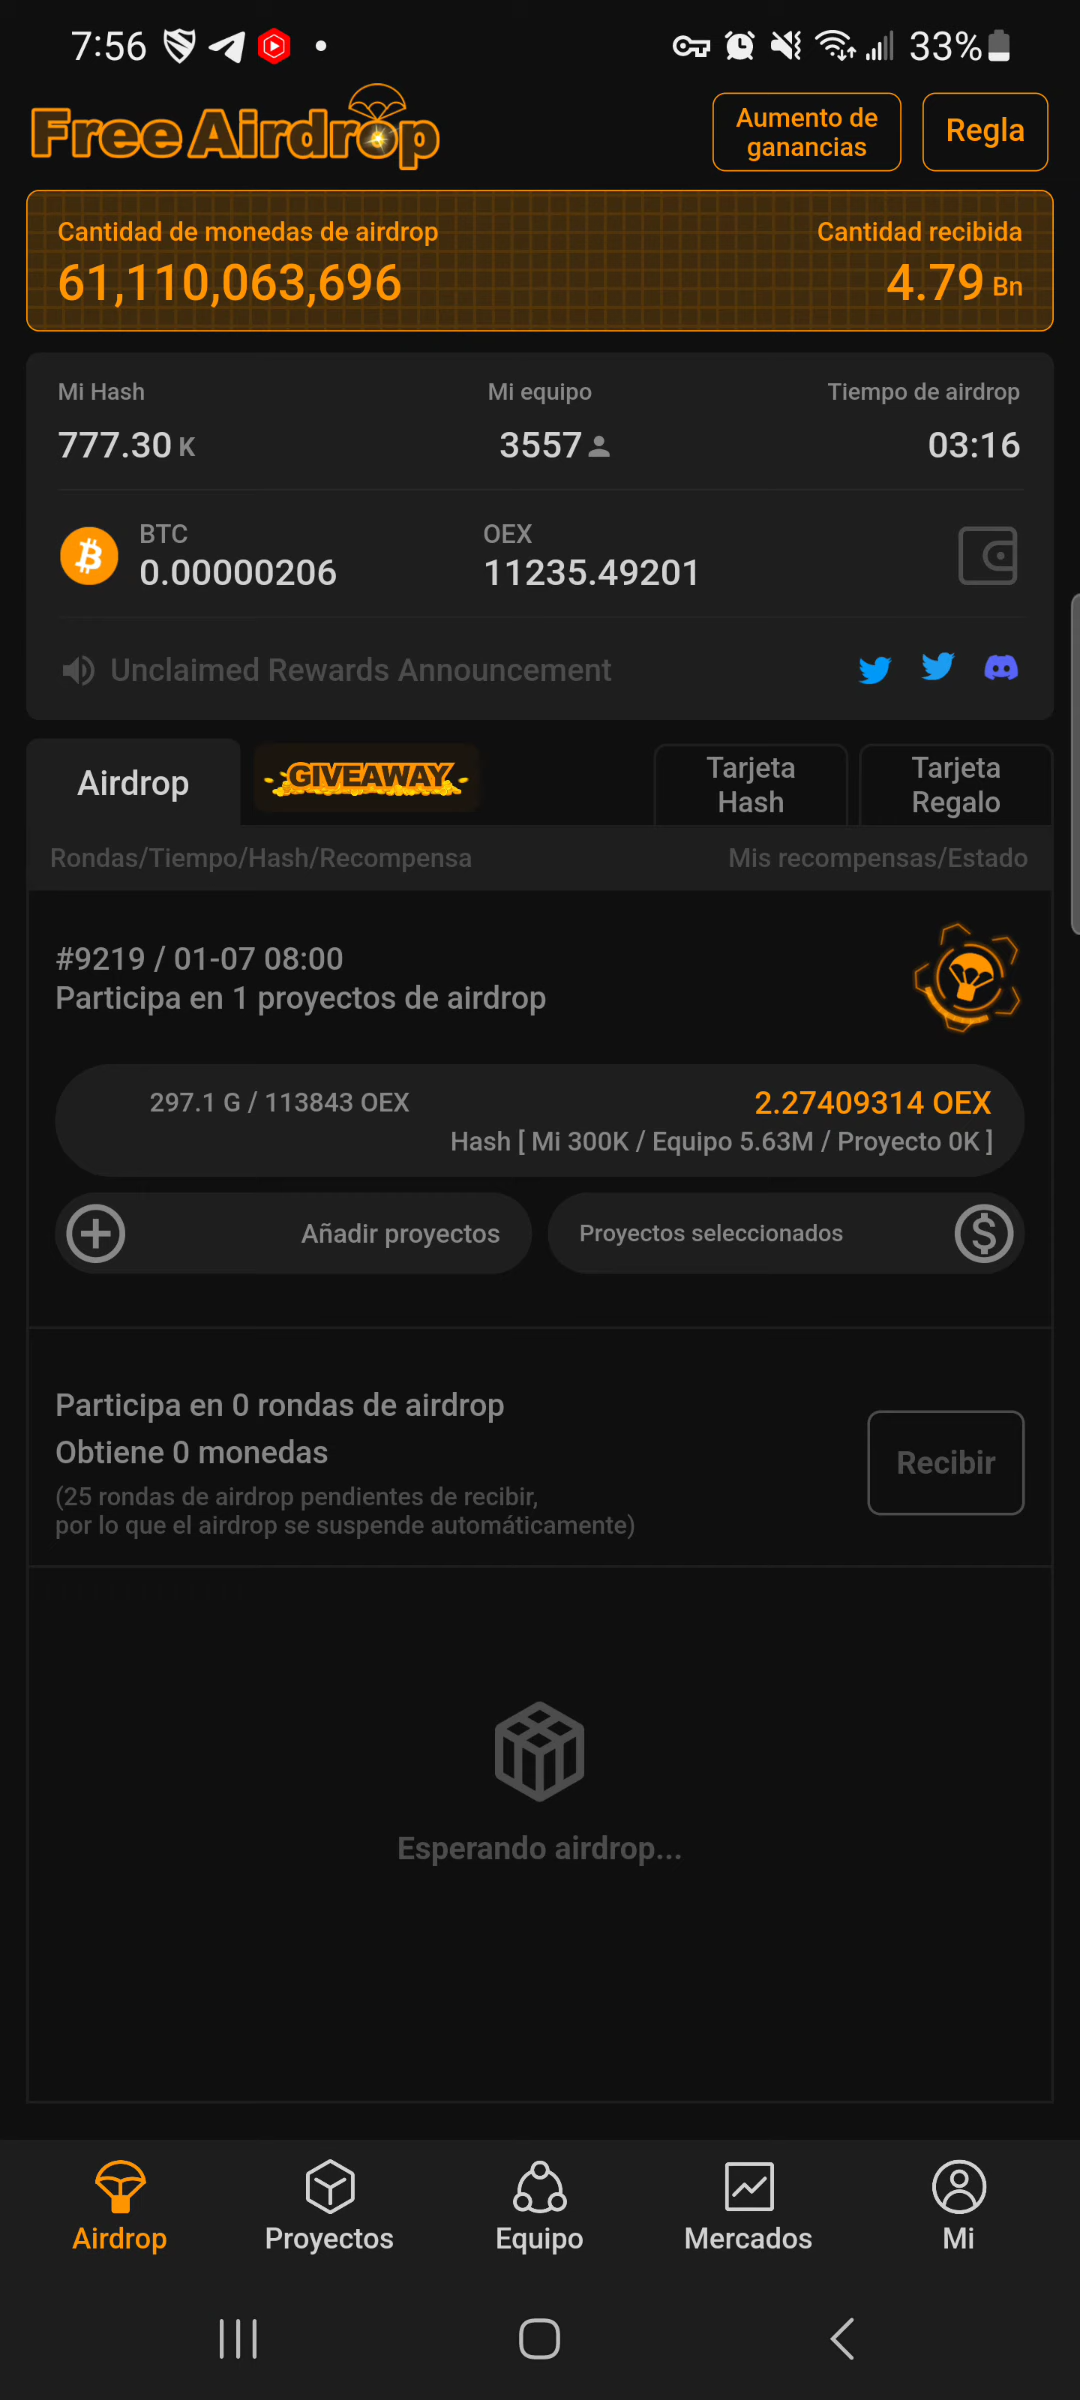 7:56
33%
Free Airdrop
Aumento de
ganancias
Regla
Cantidad de monedas de airdrop
Cantidad recibida
61,110,063,696
4.79 Bn
Mi Hash
Mi equipo
Tiempo de airdrop
777.30 K
3557
03:16
BTC
OEX
0.00000206
11235.49201
Unclaimed Rewards Announcement
Airdrop
GIVEAWAY
Tarjeta
Hash
Tarjeta
Regalo
Rondas/Tiempo/Hash/Recompensa
Mis recompensas/Estado
#9219 / 01-07 08:00
Participa en 1 proyectos de airdrop
297.1 G / 113843 OEX
2.27409314 OEX
Hash [ Mi 300K / Equipo 5.63M / Proyecto 0K ]
Añadir proyectos
Proyectos seleccionados
Participa en 0 rondas de airdrop
Obtiene 0 monedas
(25 rondas de airdrop pendientes de recibir,
por lo que el airdrop se suspende automáticamente)
Recibir
Esperando airdrop...
Airdrop
Proyectos
Equipo
Mercados
Mi